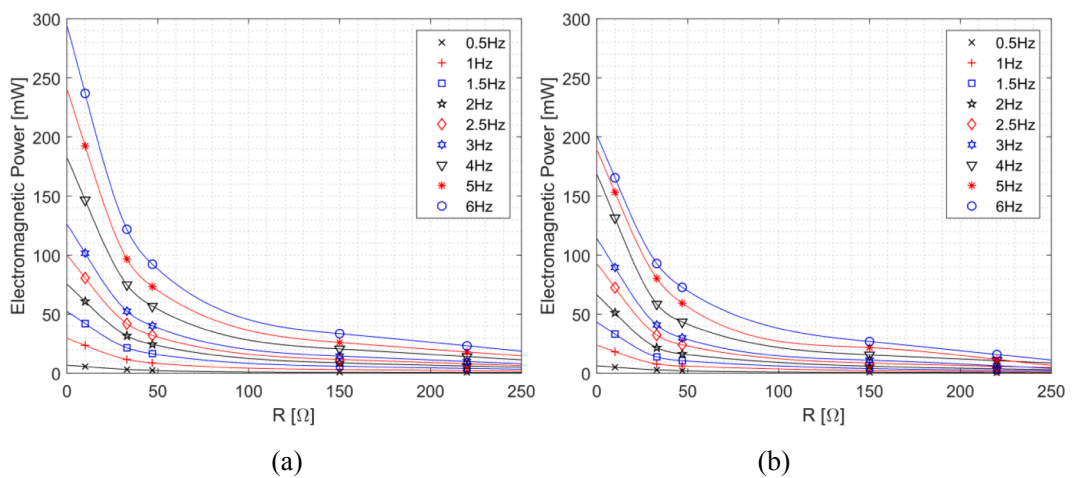 Electromagnetic Power [mW]
300
250
200
150
100
50
0
0 50 100 150 200 250
R [Ω]
0.5Hz
1Hz
1.5Hz
2Hz
2.5Hz
3Hz
4Hz
5Hz
6Hz
(a)
Electromagnetic Power [mW]
300
250
200
150
100
50
0
0 50 100 150 200 250
R [Ω]
0.5Hz
1Hz
1.5Hz
2Hz
2.5Hz
3Hz
4Hz
5Hz
6Hz
(b)